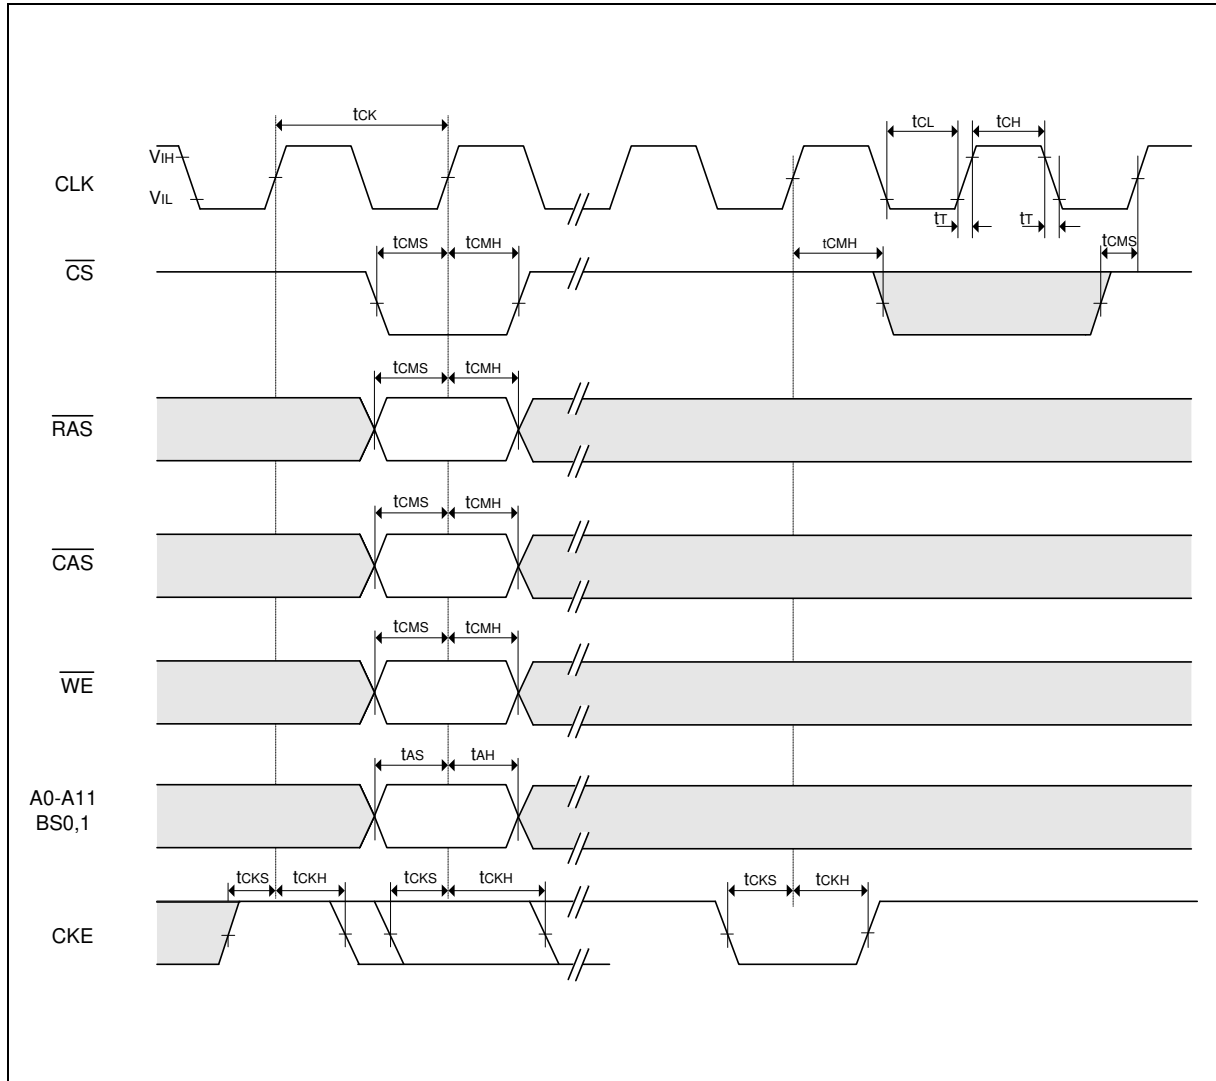 tCK
tCL
tCH
VIH
CLK
VIL
tT
tT
tCMS
tCMH
tCMH
tCMS
CS
tCMS
tCMH
RAS
tCMS
tCMH
CAS
tCMS
tCMH
WE
tAS
tAH
A0-A11
BS0,1
tCKS
tCKH
tCKS
tCKH
tCKS
tCKH
CKE